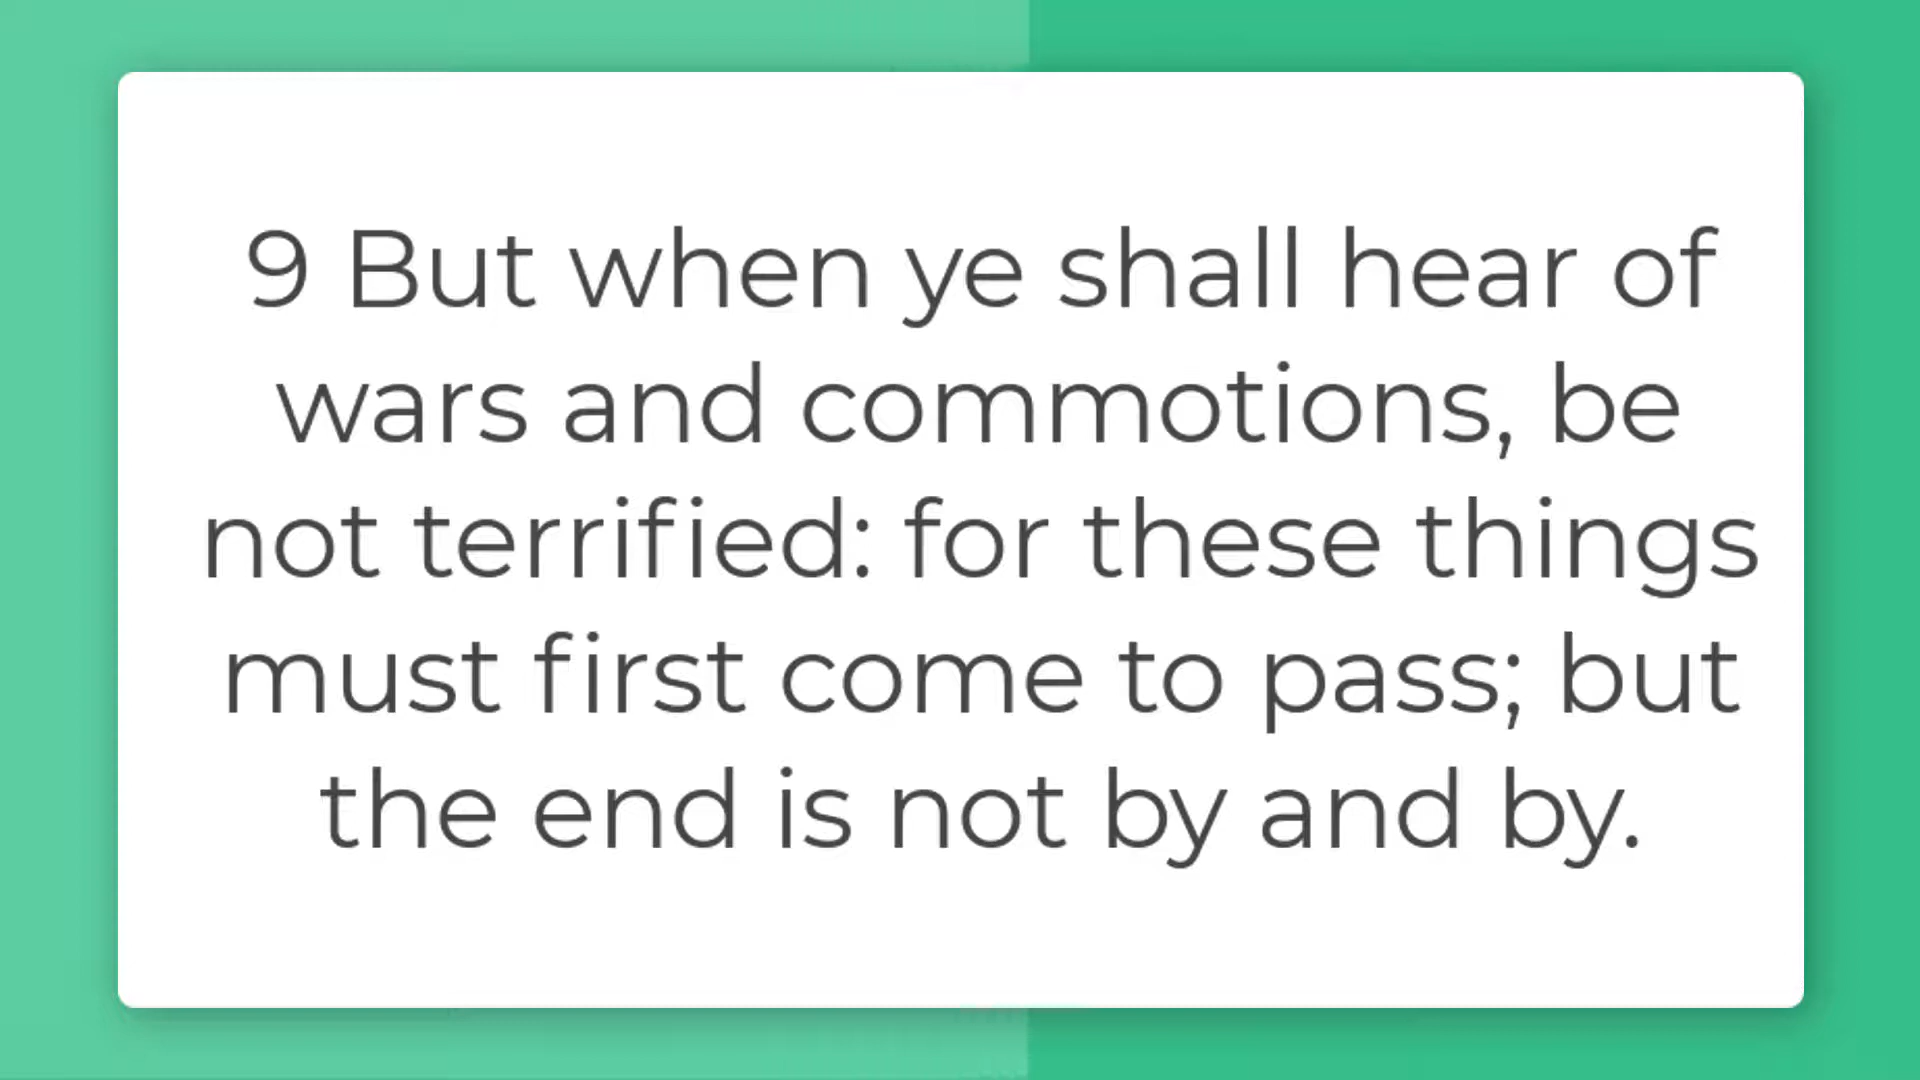 9 But when ye shall hear of
wars and commotions, be
not terrified: for these things
must first come to pass; but
the end is not by and by.